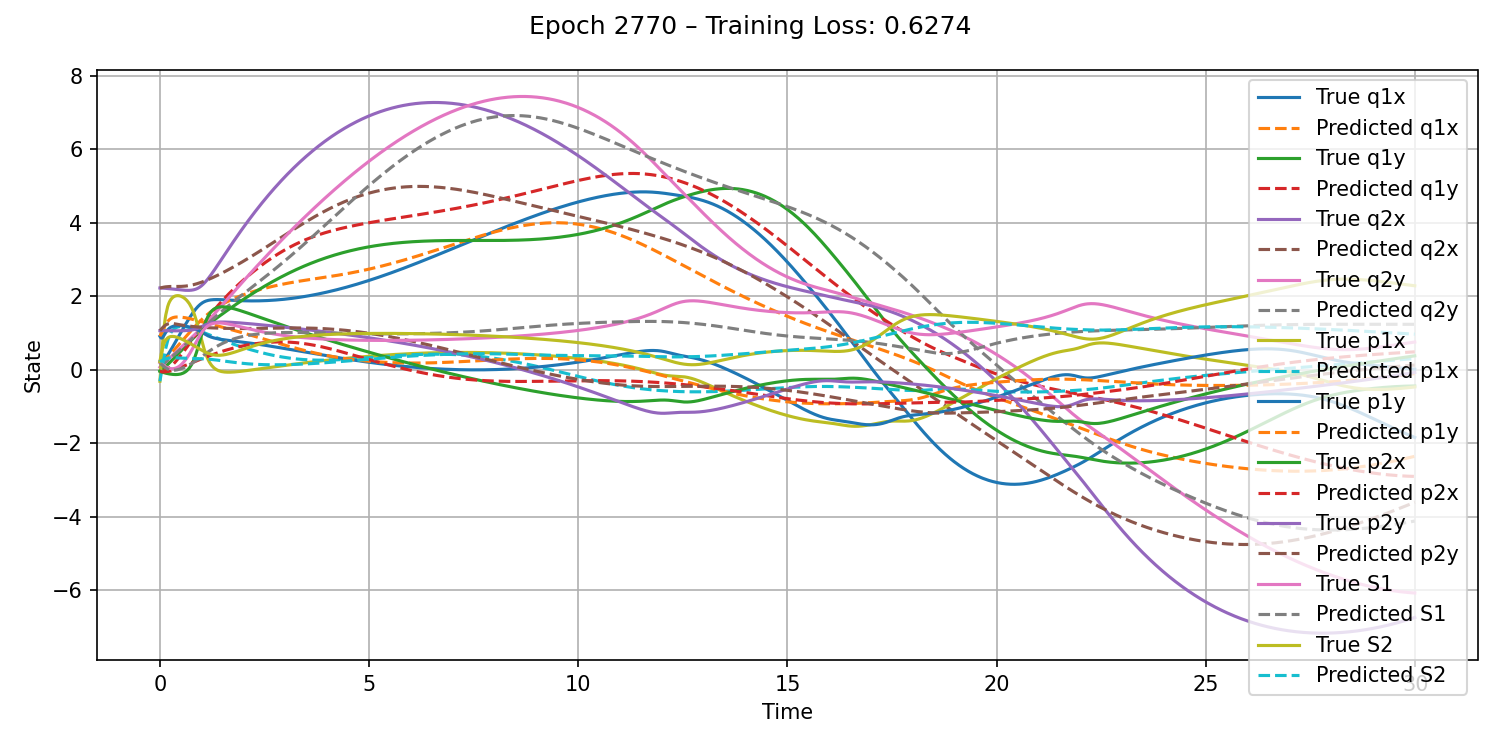 Epoch 2770 – Training Loss: 0.6274
8
6
4
2
0
−2
−4
−6
State
0
5
10
15
20
25
30
Time
True q1x
Predicted q1x
True q1y
Predicted q1y
True q2x
Predicted q2x
True q2y
Predicted q2y
True p1x
Predicted p1x
True p1y
Predicted p1y
True p2x
Predicted p2x
True p2y
Predicted p2y
True S1
Predicted S1
True S2
Predicted S2